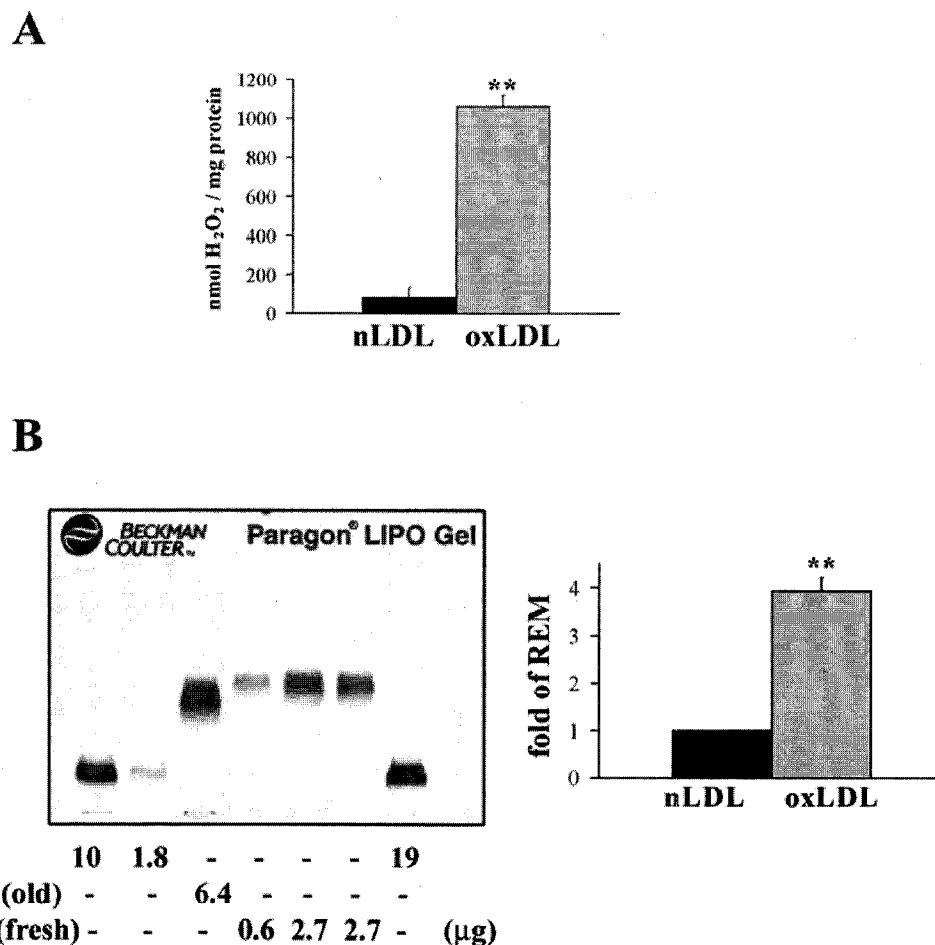 A
1200
1000
800
600
400
200
0
nmol H₂O₂ / mg protein
**
nLDL oxLDL
B
BECKMAN
COULTER™
Paragon® LIPO Gel
10 1.8 - - - - 19
(old) - - 6.4 - - - -
(fresh) - - - 0.6 2.7 2.7 - (µg)
fold of REM
4
3
2
1
0
**
nLDL oxLDL